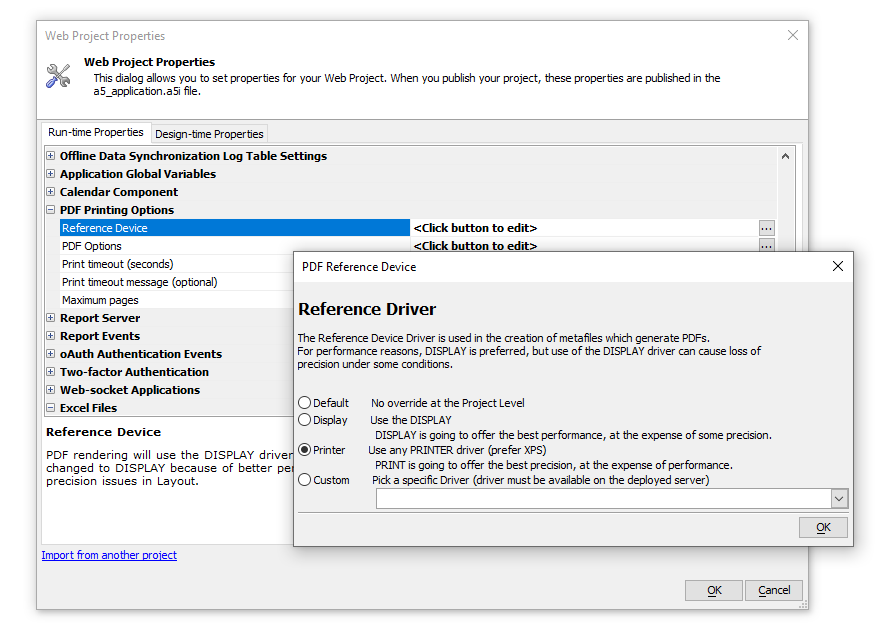 Web Project Properties
Web Project Properties
This dialog allows you to set properties for your Web Project. When you publish your project, these properties are published in the
a5_application.a5i file.
Run-time Properties
Design-time Properties
Offline Data Synchronization Log Table Settings
Application Global Variables
Calendar Component
PDF Printing Options
Reference Device <Click button to edit> ...
PDF Options <Click button to edit> ...
Print timeout (seconds)
Print timeout message (optional)
Maximum pages
Report Server
Report Events
oAuth Authentication Events
Two-factor Authentication
Web-socket Applications
Excel Files
Reference Device
PDF rendering will use the DISPLAY driver
changed to DISPLAY because of better pe
precision issues in Layout.
Import from another project
OK Cancel
PDF Reference Device
Reference Driver
The Reference Device Driver is used in the creation of metafiles which generate PDFs.
For performance reasons, DISPLAY is preferred, but use of the DISPLAY driver can cause loss of
precision under some conditions.
Default No override at the Project Level
Display Use the DISPLAY
DISPLAY is going to offer the best performance, at the expense of some precision.
Printer Use any PRINTER driver (prefer XPS)
PRINT is going to offer the best precision, at the expense of performance.
Custom Pick a specific Driver (driver must be available on the deployed server)
OK